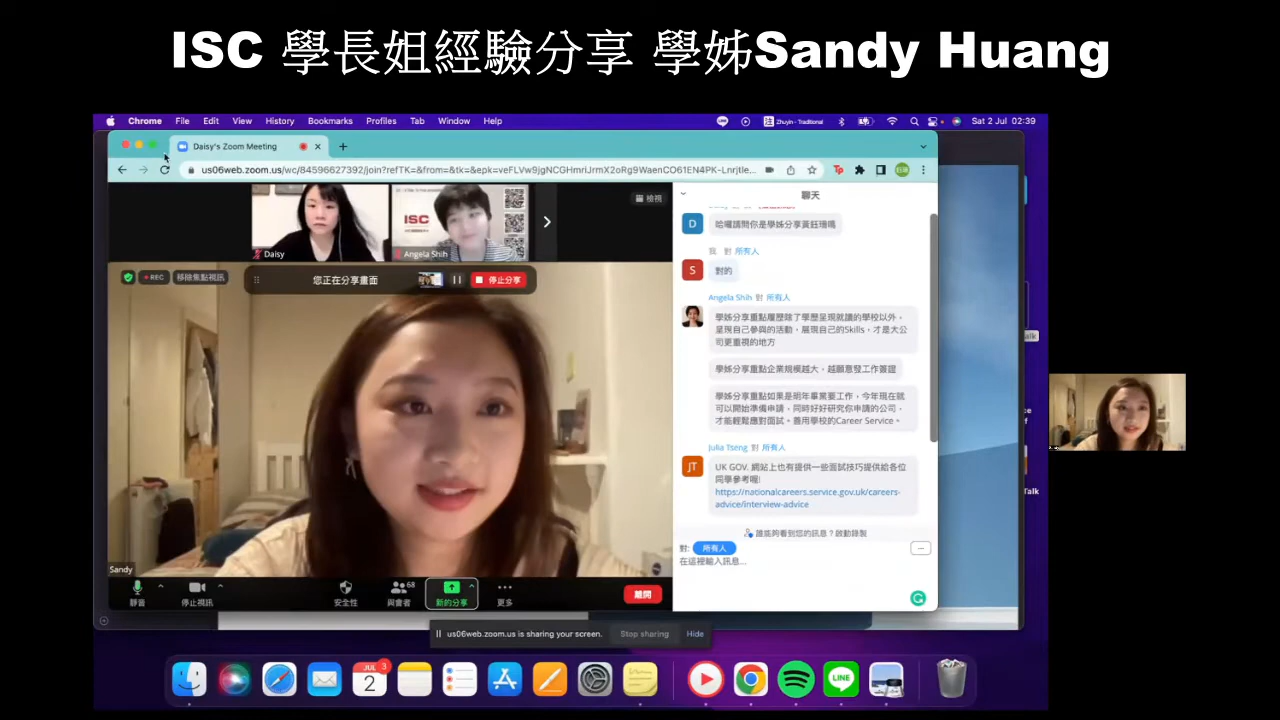 ISC 學長姐經驗分享 學姊Sandy Huang
Chrome File Edit View History Bookmarks Profiles Tab Window Help
Zhuyin - Traditional
Sat 2 Jul 02:39
Daisy's Zoom Meeting
檢視
ISC
Daisy
Angela Shih
REC
移除焦點視訊
您正在分享畫面
停止分享
Sandy
靜音
停止視訊
安全性
68
與會者
新的分享
更多
離開
聊天
D
哈囉請問你是學姊分享黃鈺珊嗎
我 對 所有人
S
對的
Angela Shih 對 所有人
學姊分享重點履歷除了學歷呈現就讀的學校以外,
呈現自己參與的活動,展現自己的Skills,才是大公
司更重視的地方
學姊分享重點企業規模越大,越願意發工作簽證
學姊分享重點如果是明年畢業要工作,今年現在就
可以開始準備申請,同時好好研究你申請的公司,
才能輕鬆應對面試。善用學校的Career Service。
Julia Tseng 對 所有人
JT
UK GOV. 網站上也有提供一些面試技巧提供給各位
同學參考喔!
https://nationalcareers.service.gov.uk/careers-
advice/interview-advice
誰能夠看到您的訊息?啟動錄製
對: 所有人
在這裡輸入訊息...
us06web.zoom.us is sharing your screen.
Stop sharing
Hide
JUL
3
2
LINE